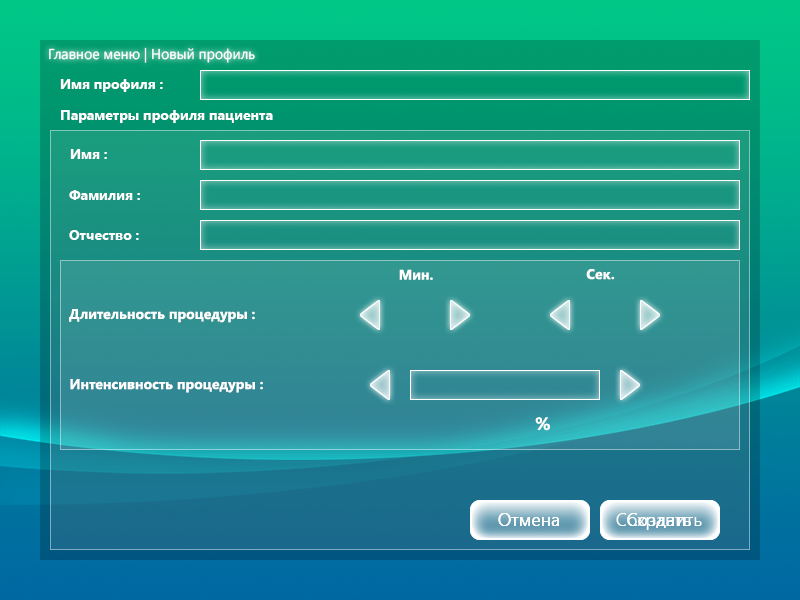 Главное меню | Новый профиль
Имя профиля :
Параметры профиля пациента
Имя :
Фамилия :
Отчество :
Мин. Сек.
Длительность процедуры :
Интенсивность процедуры :
%
Отмена